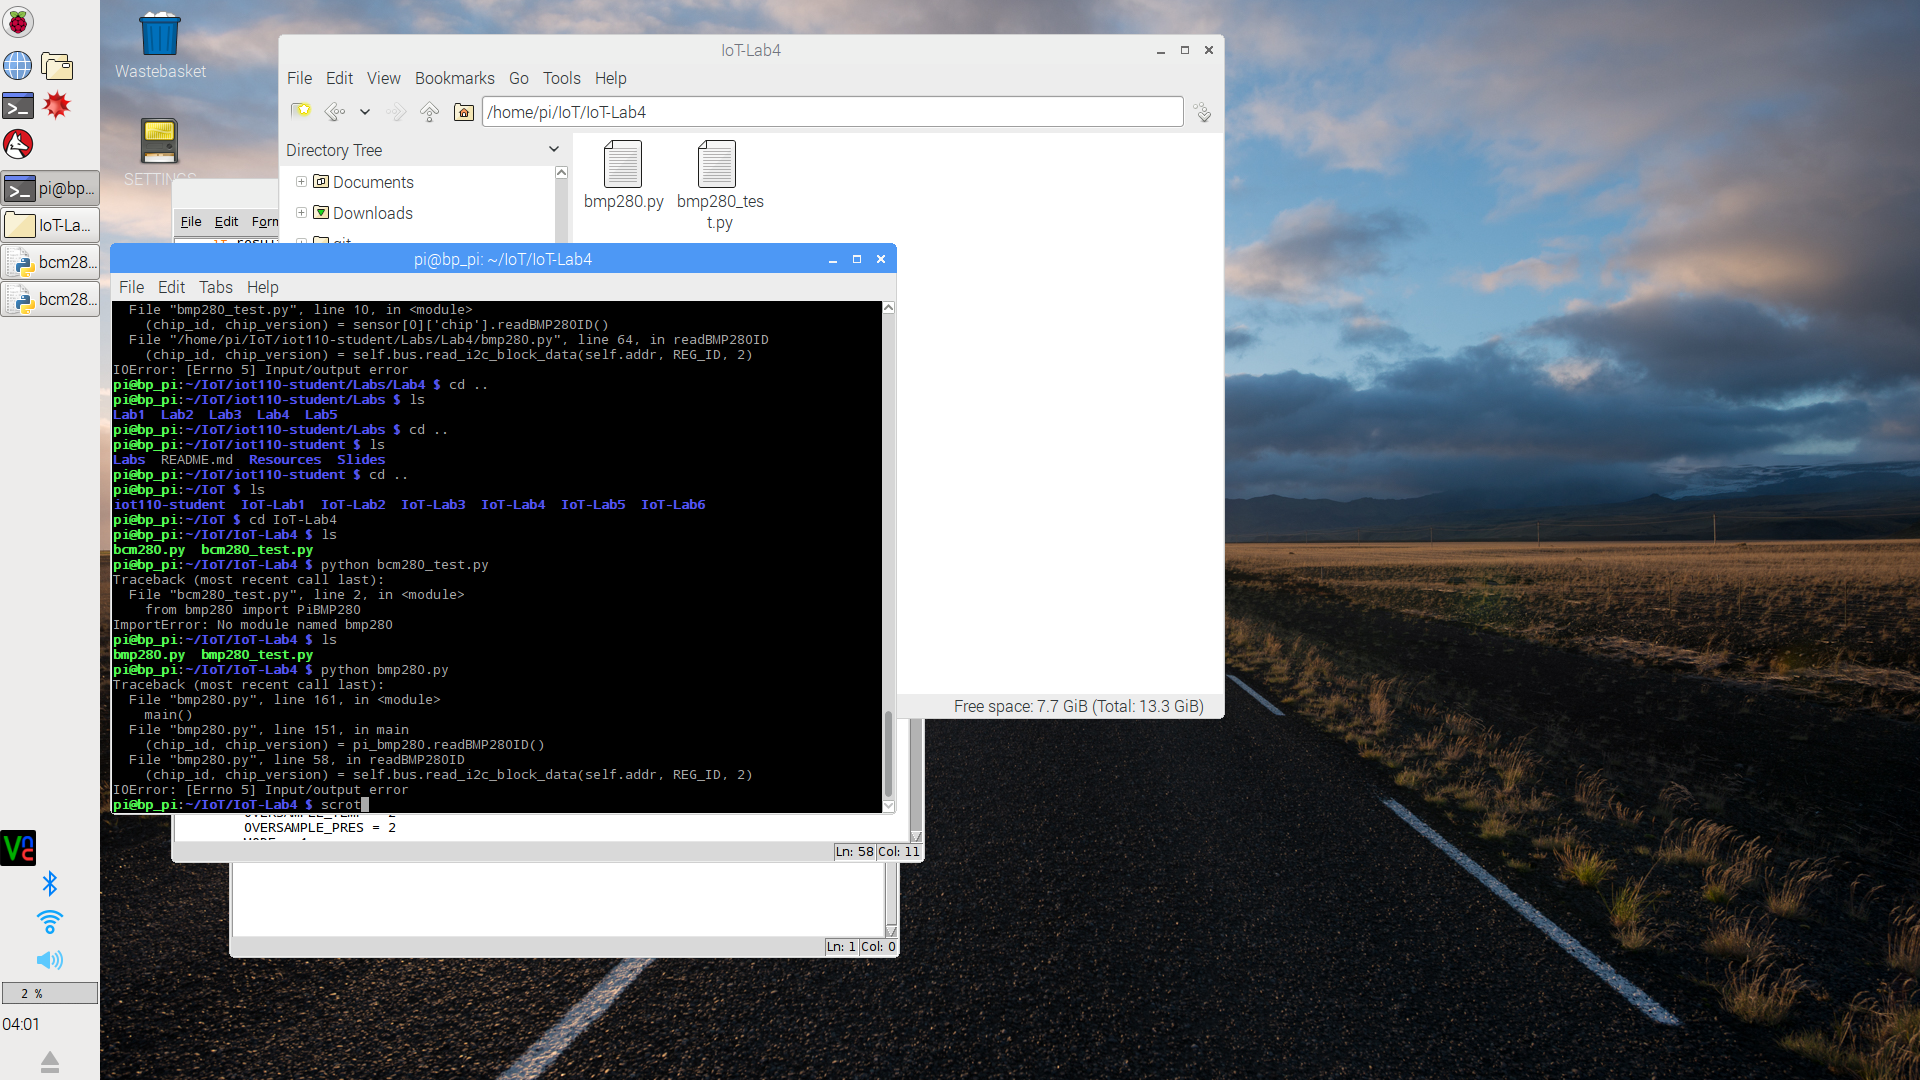 Wastebasket
SETTINGS
pi@bp...
IoT-La...
bcm28...
bcm28...
2 %
04:01
IoT-Lab4
File Edit View Bookmarks Go Tools Help
/home/pi/IoT/IoT-Lab4
Directory Tree
Documents
Downloads
bmp280.py
bmp280_tes
t.py
Free space: 7.7 GiB (Total: 13.3 GiB)
File Edit Form
pi@bp_pi: ~/IoT/IoT-Lab4
File Edit Tabs Help
File "bmp280_test.py", line 10, in <module>
(chip_id, chip_version) = sensor[0]['chip'].readBMP280ID()
File "/home/pi/IoT/iot110-student/Labs/Lab4/bmp280.py", line 64, in readBMP280ID
(chip_id, chip_version) = self.bus.read_i2c_block_data(self.addr, REG_ID, 2)
IOError: [Errno 5] Input/output error
pi@bp_pi:~/IoT/iot110-student/Labs/Lab4 $ cd ..
pi@bp_pi:~/IoT/iot110-student/Labs $ ls
Lab1 Lab2 Lab3 Lab4 Lab5
pi@bp_pi:~/IoT/iot110-student/Labs $ cd ..
pi@bp_pi:~/IoT/iot110-student $ ls
Labs README.md Resources Slides
pi@bp_pi:~/IoT/iot110-student $ cd ..
pi@bp_pi:~/IoT $ ls
iot110-student IoT-Lab1 IoT-Lab2 IoT-Lab3 IoT-Lab4 IoT-Lab5 IoT-Lab6
pi@bp_pi:~/IoT $ cd IoT-Lab4
pi@bp_pi:~/IoT/IoT-Lab4 $ ls
bcm280.py bcm280_test.py
pi@bp_pi:~/IoT/IoT-Lab4 $ python bcm280_test.py
Traceback (most recent call last):
File "bcm280_test.py", line 2, in <module>
from bmp280 import PiBMP280
ImportError: No module named bmp280
pi@bp_pi:~/IoT/IoT-Lab4 $ ls
bmp280.py bmp280_test.py
pi@bp_pi:~/IoT/IoT-Lab4 $ python bmp280.py
Traceback (most recent call last):
File "bmp280.py", line 161, in <module>
main()
File "bmp280.py", line 151, in main
(chip_id, chip_version) = pi_bmp280.readBMP280ID()
File "bmp280.py", line 58, in readBMP280ID
(chip_id, chip_version) = self.bus.read_i2c_block_data(self.addr, REG_ID, 2)
IOError: [Errno 5] Input/output error
pi@bp_pi:~/IoT/IoT-Lab4 $ scrot
OVERSAMPLE_PRES = 2
Ln: 58 Col: 11
Ln: 1 Col: 0